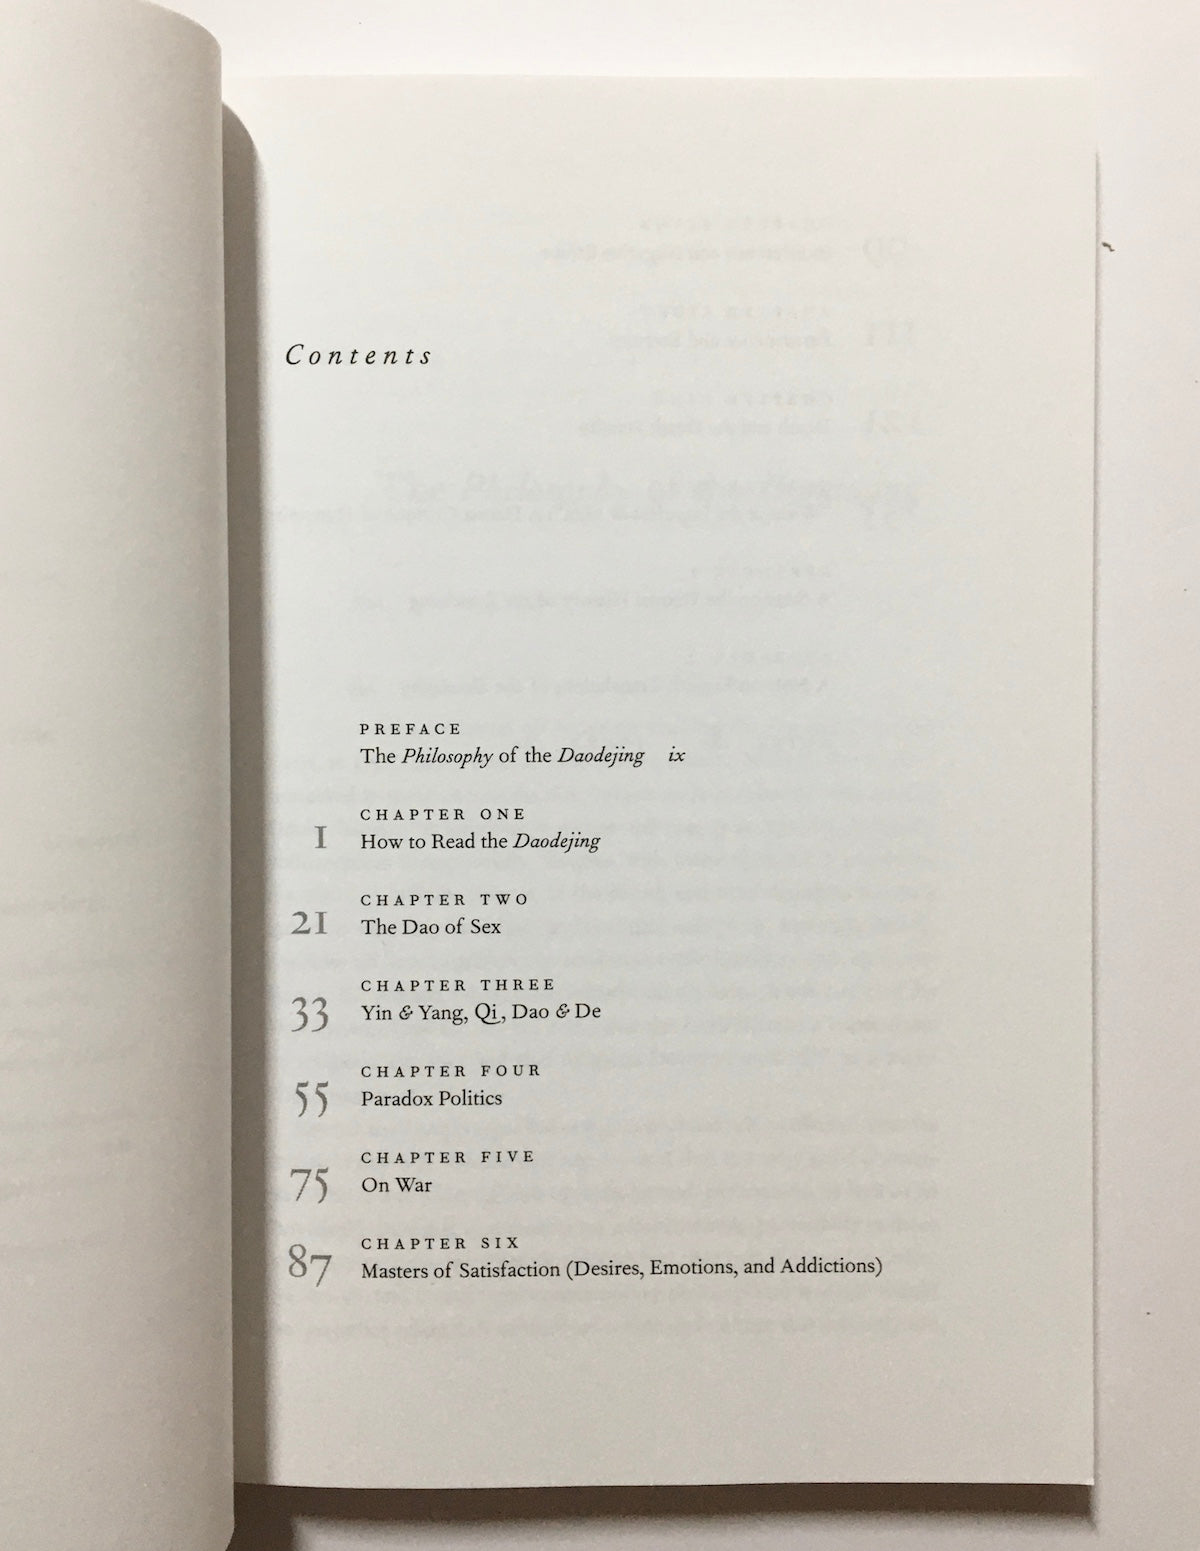 Contents
PREFACE
The Philosophy of the Daodejing ix
CHAPTER ONE
1 How to Read the Daodejing
CHAPTER TWO
21 The Dao of Sex
CHAPTER THREE
33 Yin & Yang, Qi, Dao & De
CHAPTER FOUR
55 Paradox Politics
CHAPTER FIVE
75 On War
CHAPTER SIX
87 Masters of Satisfaction (Desires, Emotions, and Addictions)